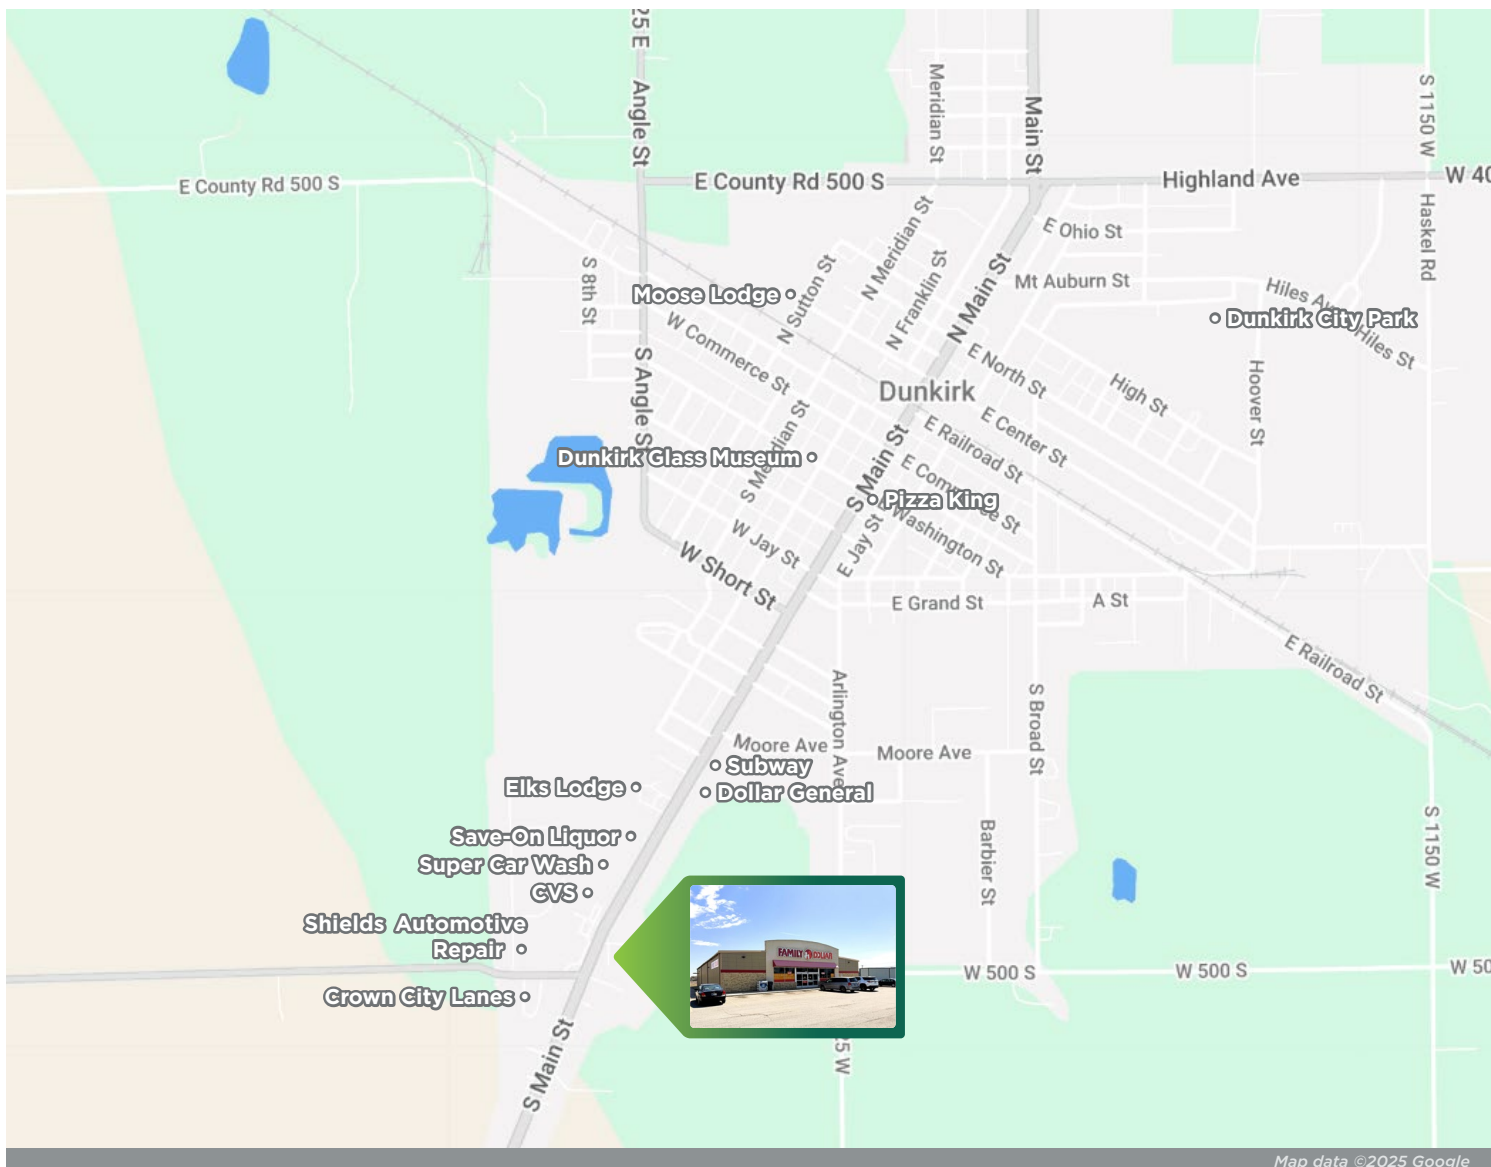 25 E
Angle St
Meridian St
Main St
S 1150 W
E County Rd 500 S
E County Rd 500 S
Highland Ave
W 40
Haskel Rd
E Ohio St
N Meridian St
N Franklin St
N Main St
N Sutton St
S 8th St
Moose Lodge
Mt Auburn St
Hiles Ave
Hiles St
Dunkirk City Park
W Commerce St
S Angle St
E North St
High St
Hoover St
Dunkirk
S Meridian St
S Main St
E Center St
E Railroad St
Dunkirk Glass Museum
E Commerce St
Pizza King
E Washington St
W Jay St
E Jay St
W Short St
E Grand St
A St
E Railroad St
Arlington Ave
S Broad St
Moore Ave
Moore Ave
Subway
Elks Lodge
Dollar General
Save-On Liquor
Super Car Wash
CVS
Barbier St
S 1150 W
Shields Automotive
Repair
FAMILY DOLLAR
W 500 S
W 500 S
W 50
Crown City Lanes
S Main St
25 W
Map data ©2025 Google